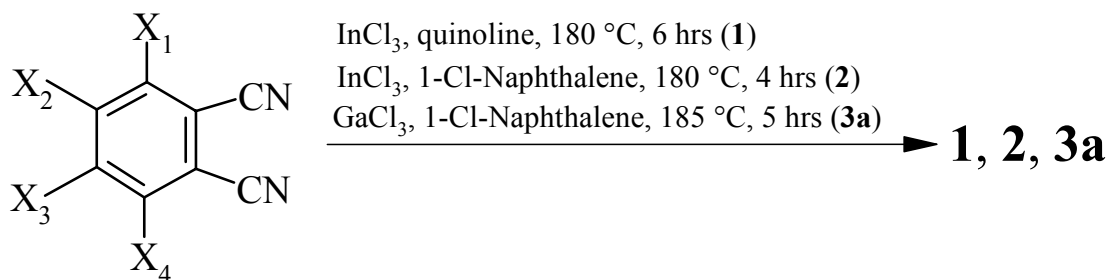 X₁
X₂
CN
CN
X₃
X₄
InCl₃, quinoline, 180 °C, 6 hrs (1)
InCl₃, 1-Cl-Naphthalene, 180 °C, 4 hrs (2)
GaCl₃, 1-Cl-Naphthalene, 185 °C, 5 hrs (3a)
1, 2, 3a